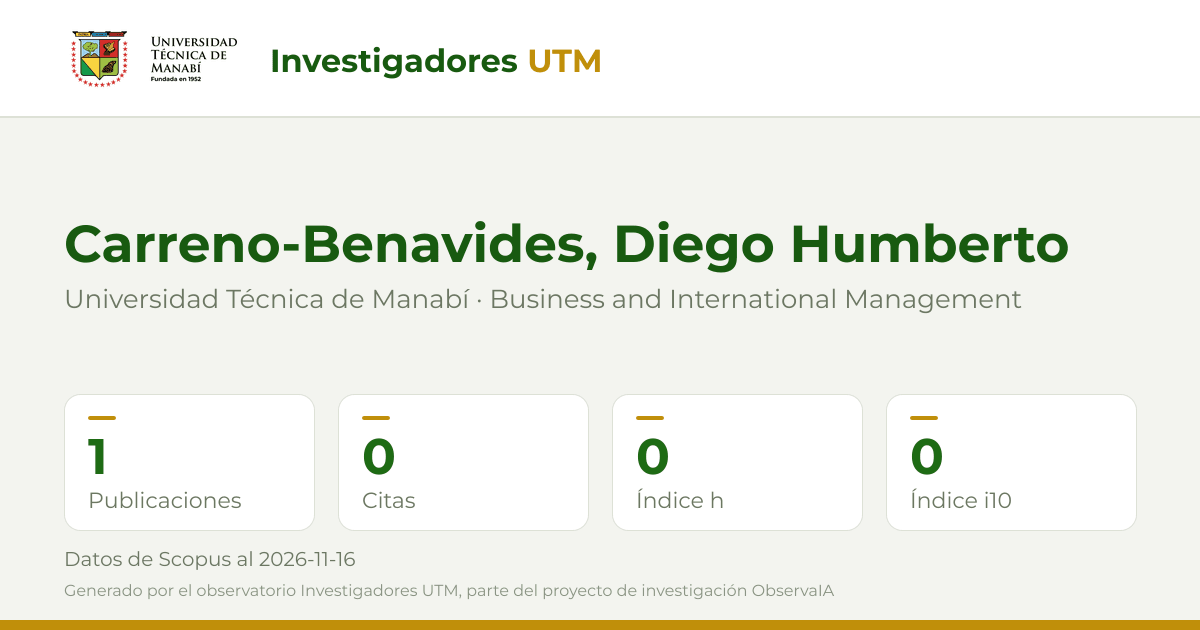 UNIVERSIDAD
TÉCNICA DE
MANABÍ
Fundada en 1952
Investigadores UTM
Carreno-Benavides, Diego Humberto
Universidad Técnica de Manabí · Business and International Management
1
Publicaciones
0
Citas
0
Índice h
0
Índice i10
Datos de Scopus al 2026-11-16
Generado por el observatorio Investigadores UTM, parte del proyecto de investigación ObservaIA